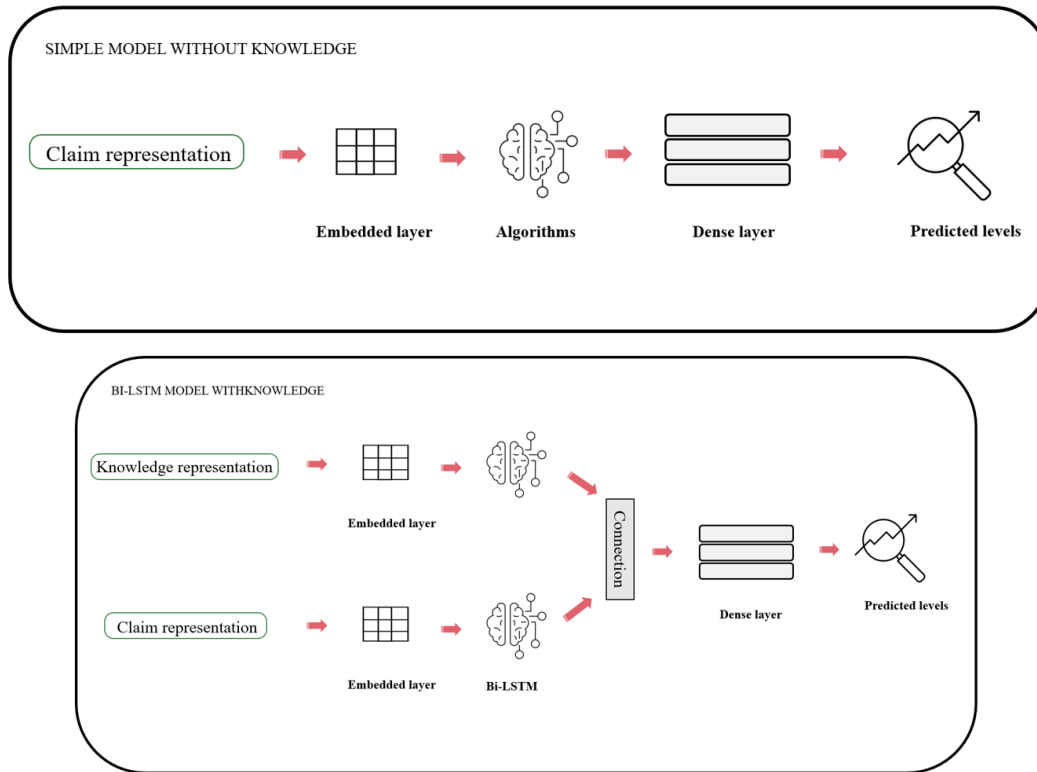 SIMPLE MODEL WITHOUT KNOWLEDGE
Claim representation
Embedded layer
Algorithms
Dense layer
Predicted levels
BI-LSTM MODEL WITHKNOWLEDGE
Knowledge representation
Embedded layer
Connection
Claim representation
Embedded layer
Bi-LSTM
Dense layer
Predicted levels